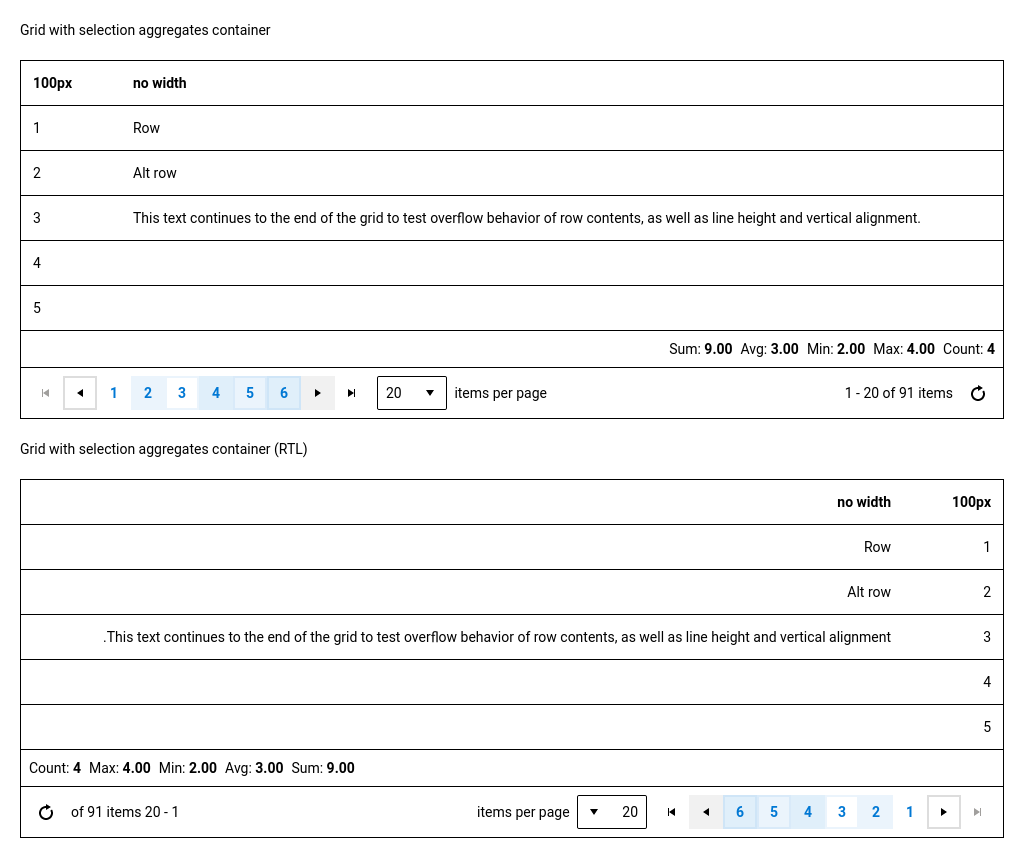 Grid with selection aggregates container
100px no width
1 Row
2 Alt row
3 This text continues to the end of the grid to test overflow behavior of row contents, as well as line height and vertical alignment.
4
5
Sum: 9.00 Avg: 3.00 Min: 2.00 Max: 4.00 Count: 4
1 2 3 4 5 6 20 items per page 1 - 20 of 91 items
Grid with selection aggregates container (RTL)
no width 100px
Row 1
Alt row 2
.This text continues to the end of the grid to test overflow behavior of row contents, as well as line height and vertical alignment 3
4
5
Count: 4 Max: 4.00 Min: 2.00 Avg: 3.00 Sum: 9.00
of 91 items 20 - 1 items per page 20 6 5 4 3 2 1